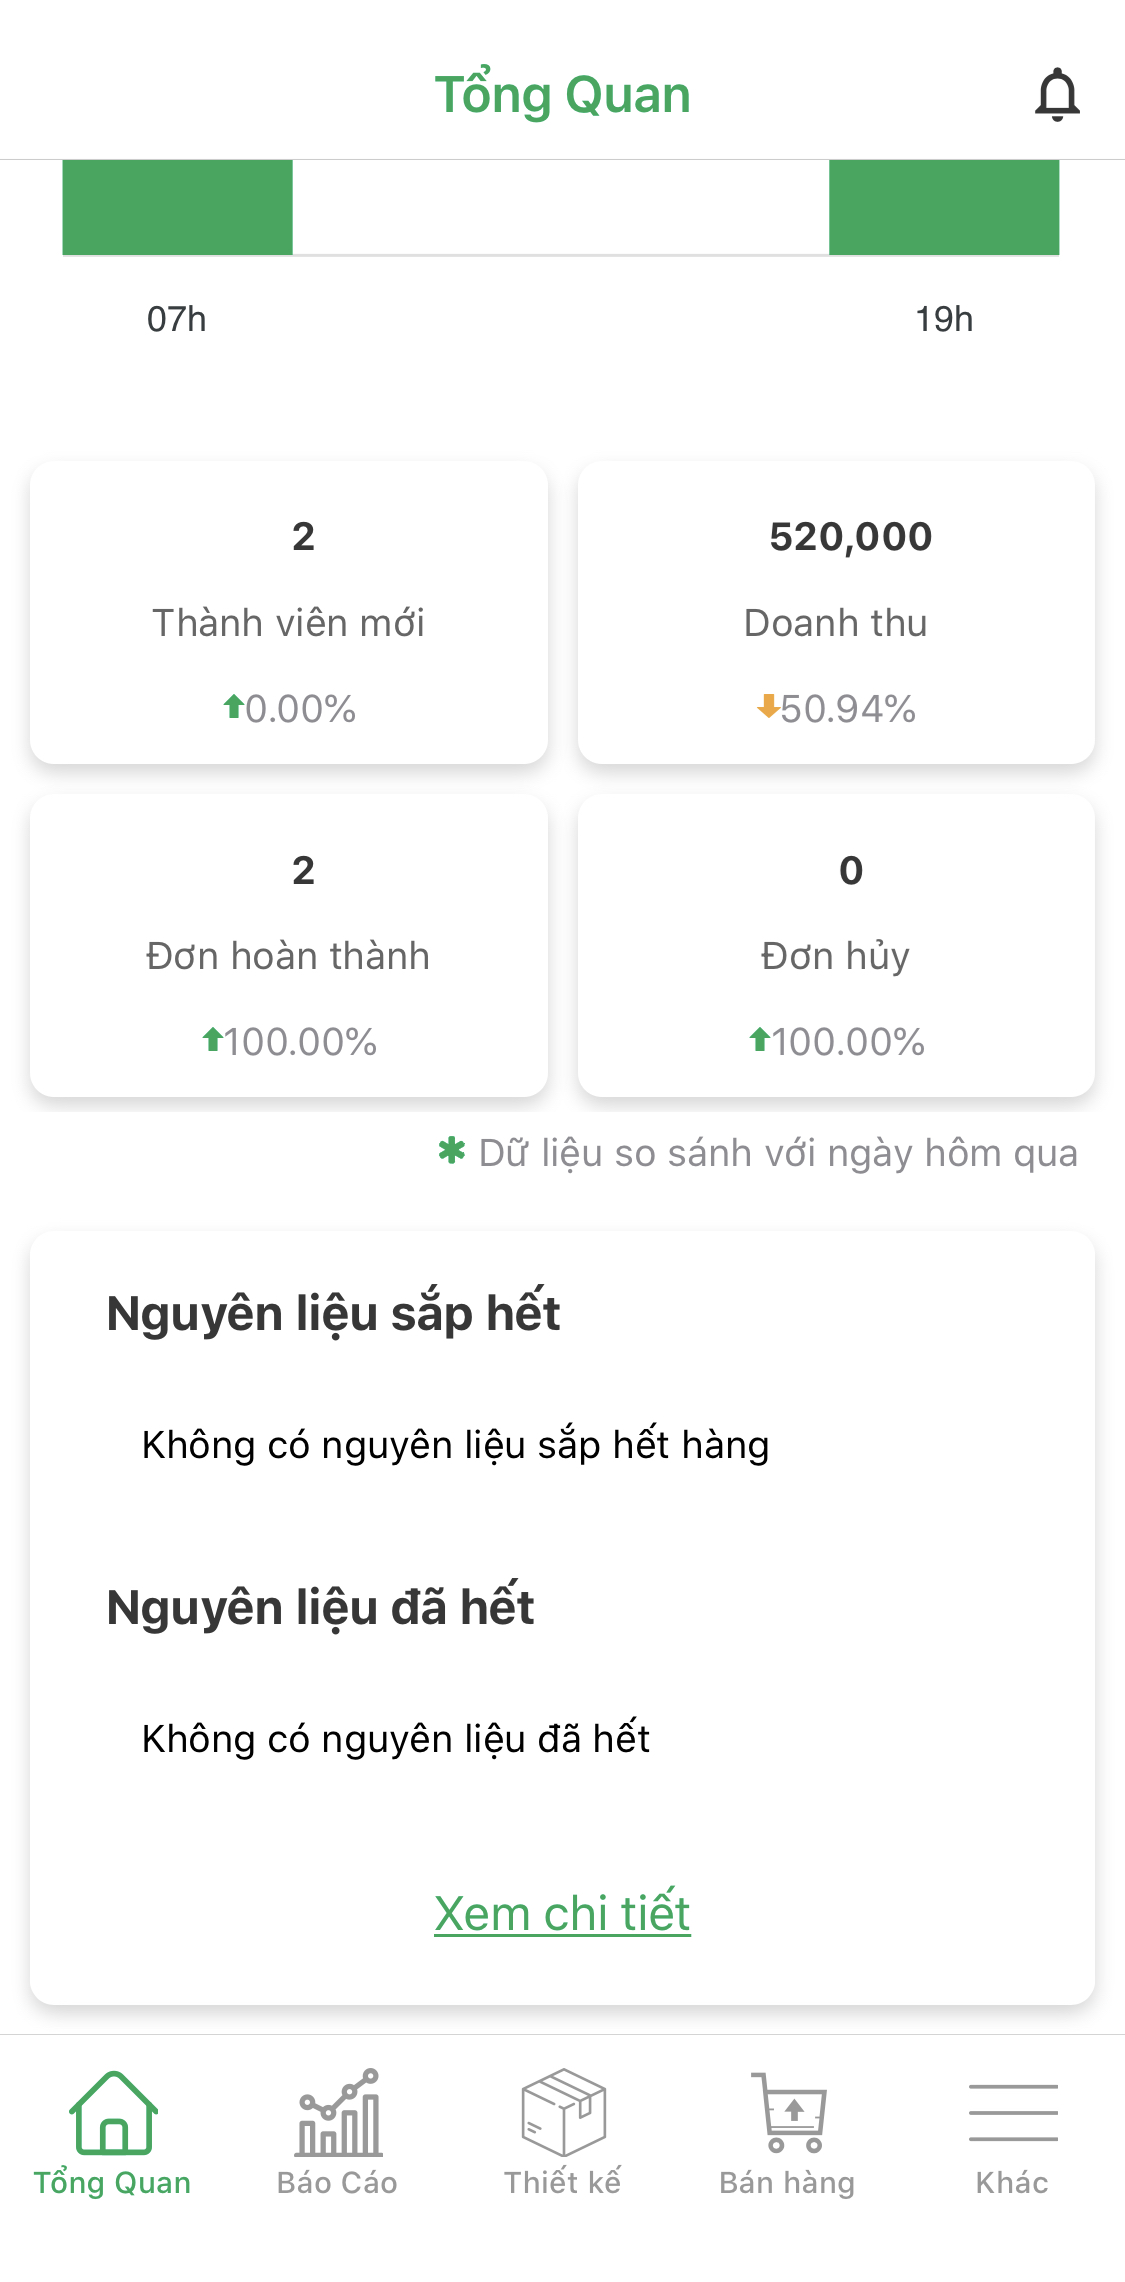 Tổng Quan
07h
19h
2
Thành viên mới
0.00%
520,000
Doanh thu
50.94%
2
Đơn hoàn thành
100.00%
0
Đơn hủy
100.00%
✱ Dữ liệu so sánh với ngày hôm qua
Nguyên liệu sắp hết
Không có nguyên liệu sắp hết hàng
Nguyên liệu đã hết
Không có nguyên liệu đã hết
Xem chi tiết
Tổng Quan
Báo Cáo
Thiết kế
Bán hàng
Khác